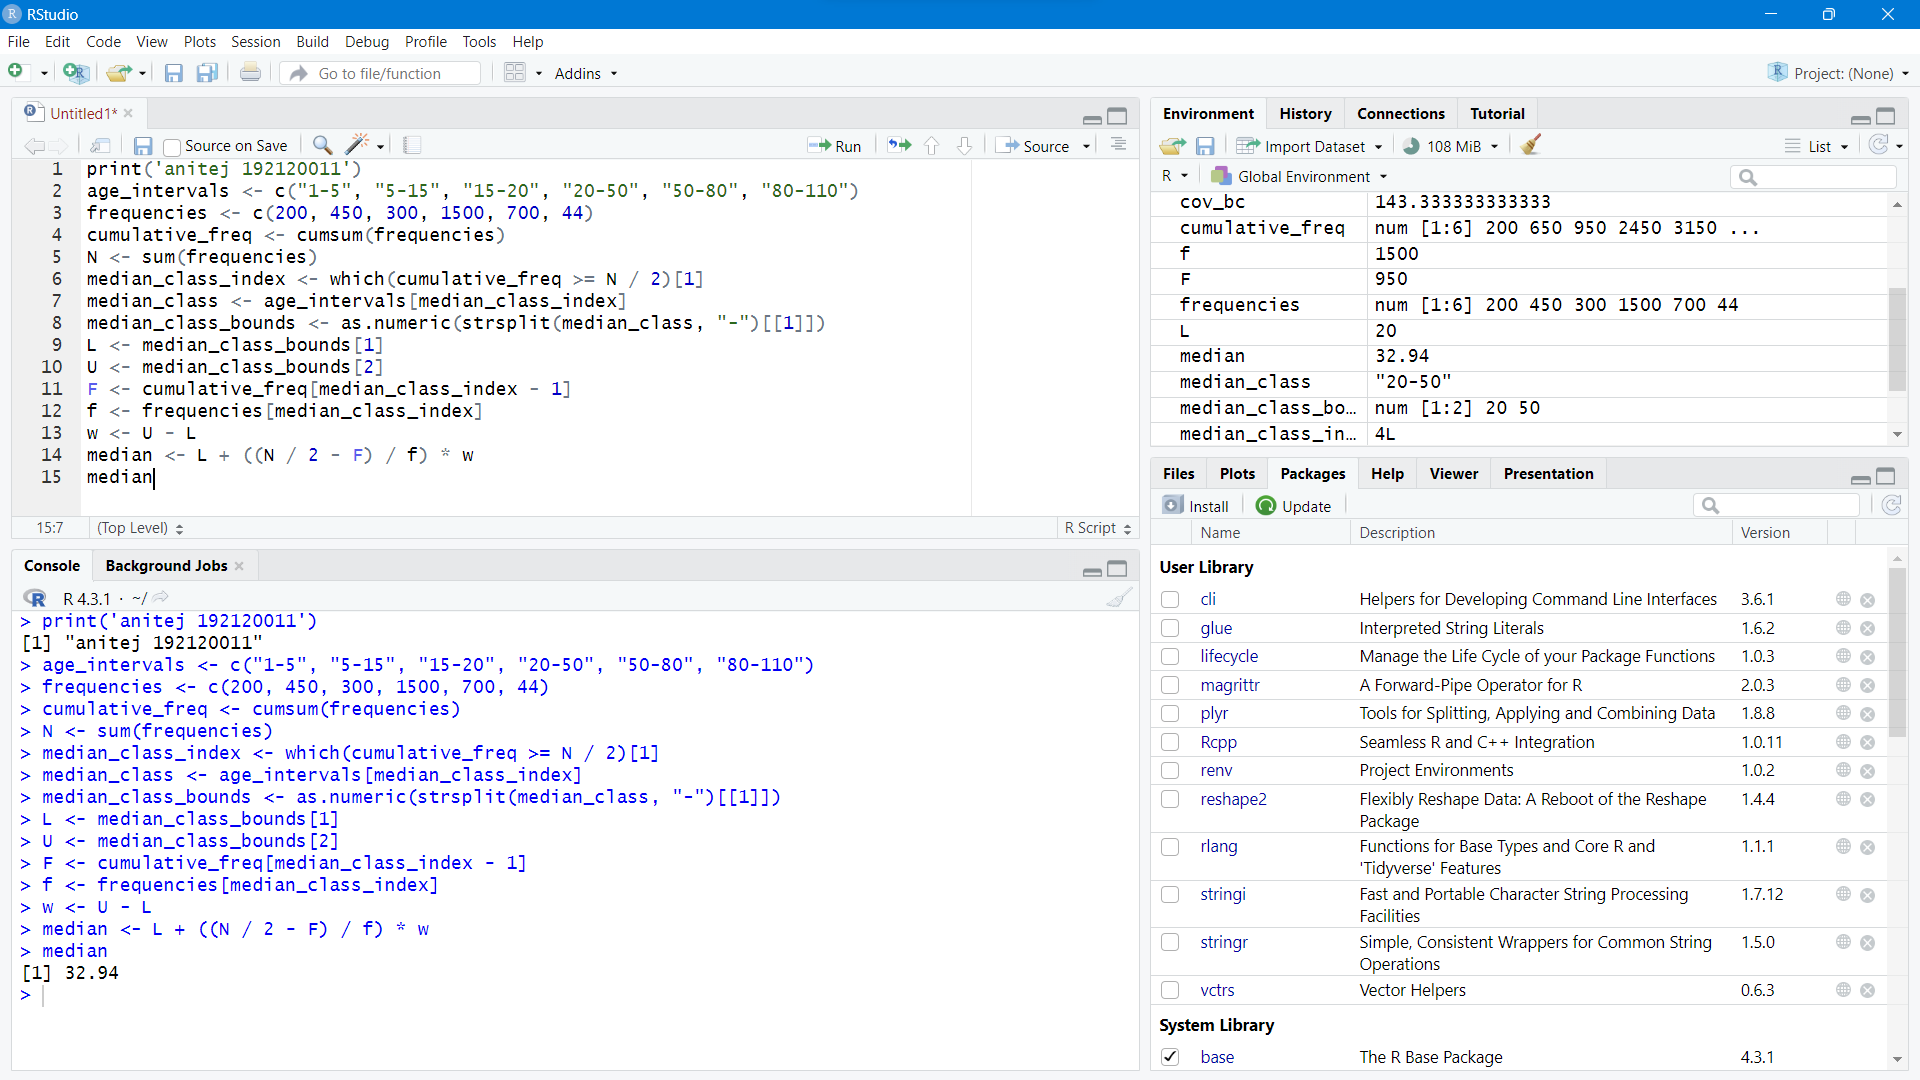 RStudio
File Edit Code View Plots Session Build Debug Profile Tools Help
Go to file/function Addins Project: (None)
Untitled1*
Source on Save Run Source
1 print('anitej 192120011')
2 age_intervals <- c("1-5", "5-15", "15-20", "20-50", "50-80", "80-110")
3 frequencies <- c(200, 450, 300, 1500, 700, 44)
4 cumulative_freq <- cumsum(frequencies)
5 N <- sum(frequencies)
6 median_class_index <- which(cumulative_freq >= N / 2)[1]
7 median_class <- age_intervals[median_class_index]
8 median_class_bounds <- as.numeric(strsplit(median_class, "-")[[1]])
9 L <- median_class_bounds[1]
10 U <- median_class_bounds[2]
11 F <- cumulative_freq[median_class_index - 1]
12 f <- frequencies[median_class_index]
13 w <- U - L
14 median <- L + ((N / 2 - F) / f) * w
15 median
15:7 (Top Level) R Script
Console Background Jobs
R 4.3.1 · ~/
> print('anitej 192120011')
[1] "anitej 192120011"
> age_intervals <- c("1-5", "5-15", "15-20", "20-50", "50-80", "80-110")
> frequencies <- c(200, 450, 300, 1500, 700, 44)
> cumulative_freq <- cumsum(frequencies)
> N <- sum(frequencies)
> median_class_index <- which(cumulative_freq >= N / 2)[1]
> median_class <- age_intervals[median_class_index]
> median_class_bounds <- as.numeric(strsplit(median_class, "-")[[1]])
> L <- median_class_bounds[1]
> U <- median_class_bounds[2]
> F <- cumulative_freq[median_class_index - 1]
> f <- frequencies[median_class_index]
> w <- U - L
> median <- L + ((N / 2 - F) / f) * w
> median
[1] 32.94
>
Environment History Connections Tutorial
Import Dataset 108 MiB List
R Global Environment
cov_bc 143.333333333333
cumulative_freq num [1:6] 200 650 950 2450 3150 ...
f 1500
F 950
frequencies num [1:6] 200 450 300 1500 700 44
L 20
median 32.94
median_class "20-50"
median_class_bo... num [1:2] 20 50
median_class_in... 4L
Files Plots Packages Help Viewer Presentation
Install Update
Name Description Version
User Library
cli Helpers for Developing Command Line Interfaces 3.6.1
glue Interpreted String Literals 1.6.2
lifecycle Manage the Life Cycle of your Package Functions 1.0.3
magrittr A Forward-Pipe Operator for R 2.0.3
plyr Tools for Splitting, Applying and Combining Data 1.8.8
Rcpp Seamless R and C++ Integration 1.0.11
renv Project Environments 1.0.2
reshape2 Flexibly Reshape Data: A Reboot of the Reshape 1.4.4
Package
rlang Functions for Base Types and Core R and 1.1.1
'Tidyverse' Features
stringi Fast and Portable Character String Processing 1.7.12
Facilities
stringr Simple, Consistent Wrappers for Common String 1.5.0
Operations
vctrs Vector Helpers 0.6.3
System Library
base The R Base Package 4.3.1